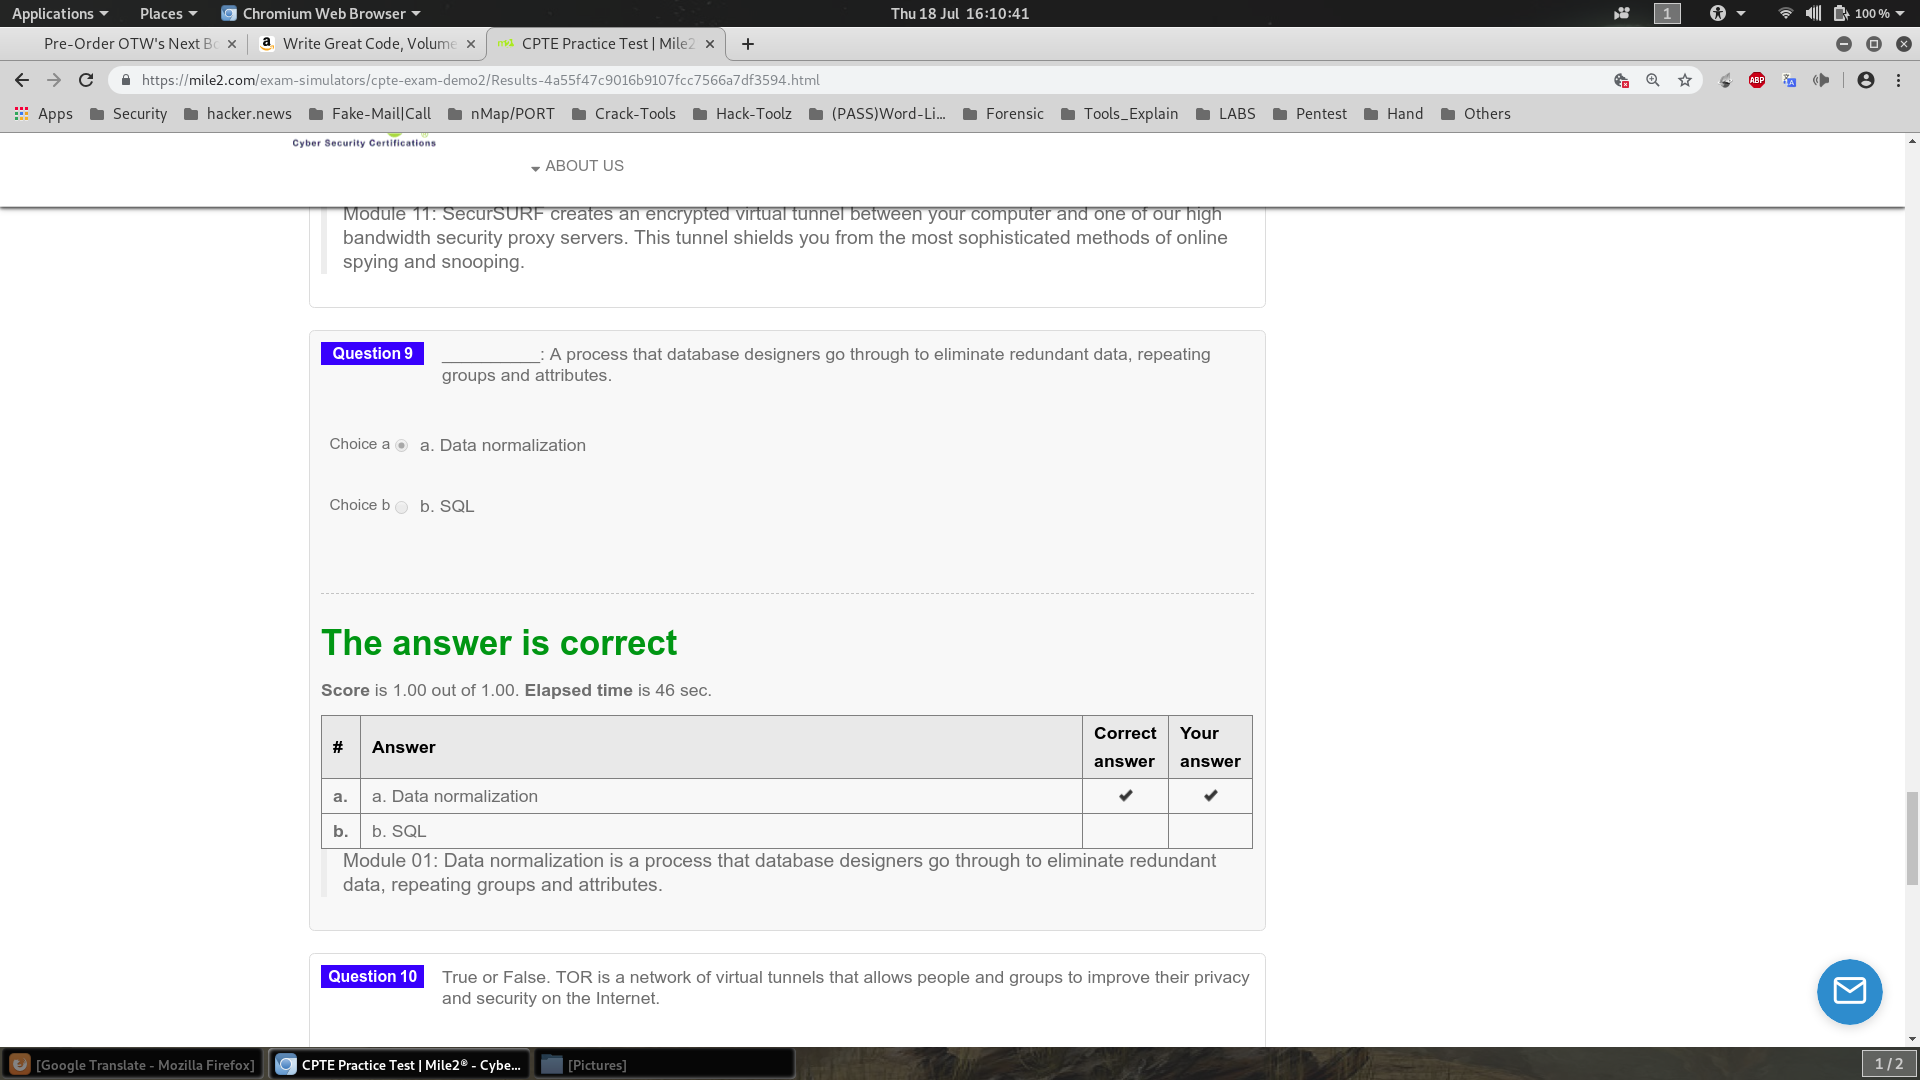 Applications Places Chromium Web Browser Thu 18 Jul 16:10:41 1 100 %
Pre-Order OTW's Next Bo Write Great Code, Volume CPTE Practice Test | Mile2
https://mile2.com/exam-simulators/cpte-exam-demo2/Results-4a55f47c9016b9107fcc7566a7df3594.html ABP
Apps Security hacker.news Fake-Mail|Call nMap/PORT Crack-Tools Hack-Toolz (PASS)Word-Li... Forensic Tools_Explain LABS Pentest Hand Others
Cyber Security Certifications
ABOUT US
Module 11: SecurSURF creates an encrypted virtual tunnel between your computer and one of our high
bandwidth security proxy servers. This tunnel shields you from the most sophisticated methods of online
spying and snooping.
Question 9 ___________: A process that database designers go through to eliminate redundant data, repeating
groups and attributes.
Choice a a. Data normalization
Choice b b. SQL
The answer is correct
Score is 1.00 out of 1.00. Elapsed time is 46 sec.
# Answer Correct answer Your answer
a. a. Data normalization ✔ ✔
b. b. SQL
Module 01: Data normalization is a process that database designers go through to eliminate redundant
data, repeating groups and attributes.
Question 10 True or False. TOR is a network of virtual tunnels that allows people and groups to improve their privacy
and security on the Internet.
[Google Translate - Mozilla Firefox] CPTE Practice Test | Mile2® - Cybe... [Pictures] 1 / 2